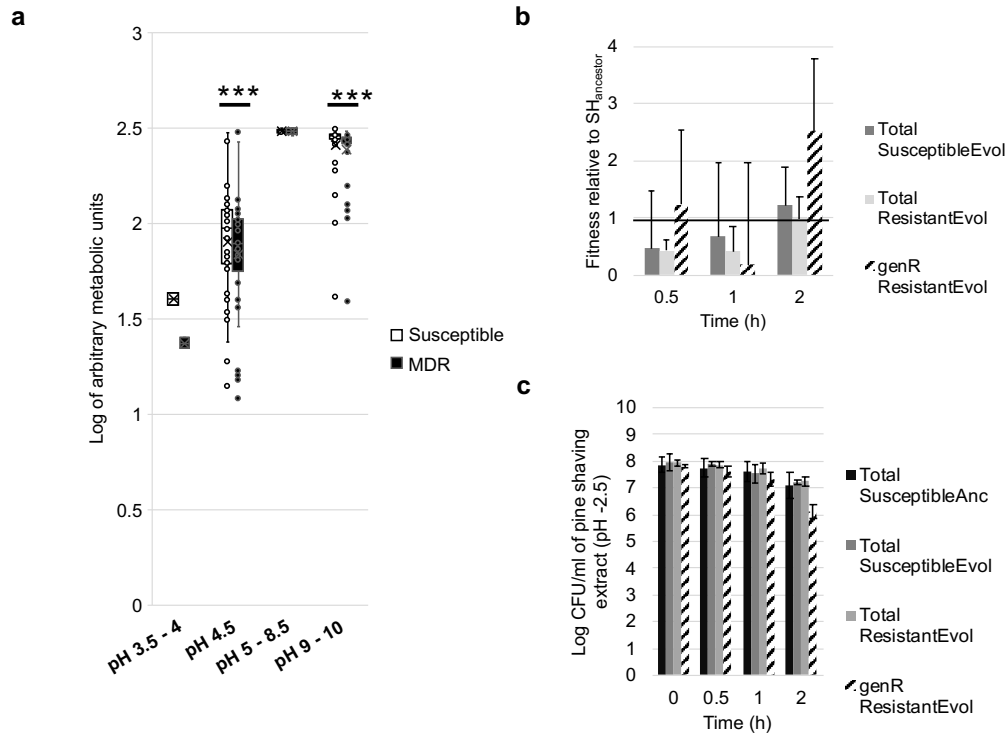 a
Log of arbitrary metabolic units
3
2.5
2
1.5
1
0.5
0
***
***
pH 3.5 - 4
pH 4.5
pH 5 - 8.5
pH 9 - 10
Susceptible
MDR
b
Fitness relative to SHancestor
4
3
2
1
0
0.5
1
2
Time (h)
Total
SusceptibleEvol
Total
ResistantEvol
genR
ResistantEvol
c
Log CFU/ml of pine shaving
extract (pH -2.5)
10
9
8
7
6
5
4
3
2
1
0
0
0.5
1
2
Time (h)
Total
SusceptibleAnc
Total
SusceptibleEvol
Total
ResistantEvol
genR
ResistantEvol